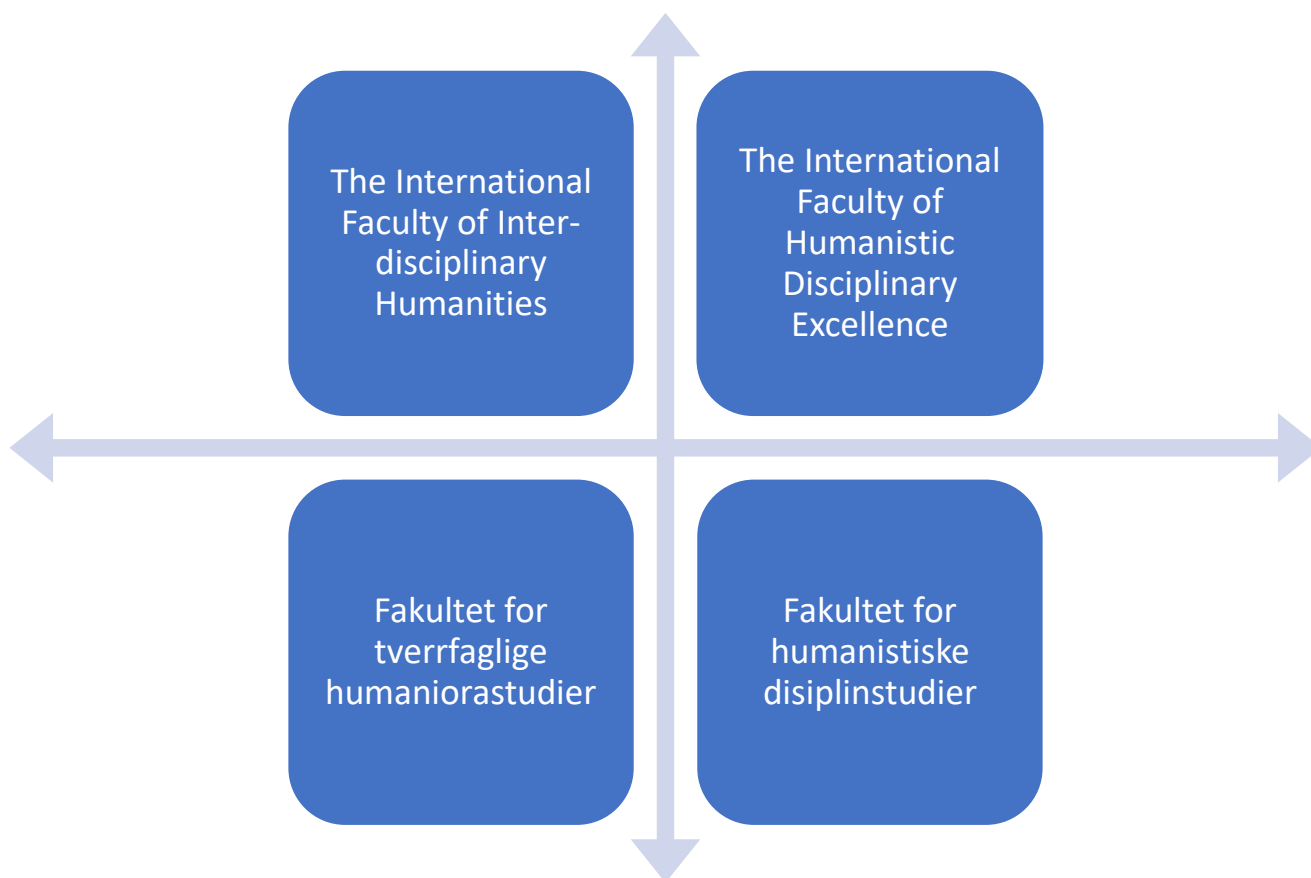 The International
Faculty of Inter-
disciplinary
Humanities
The International
Faculty of
Humanistic
Disciplinary
Excellence
Fakultet for
tverrfaglige
humaniorastudier
Fakultet for
humanistiske
disiplinstudier